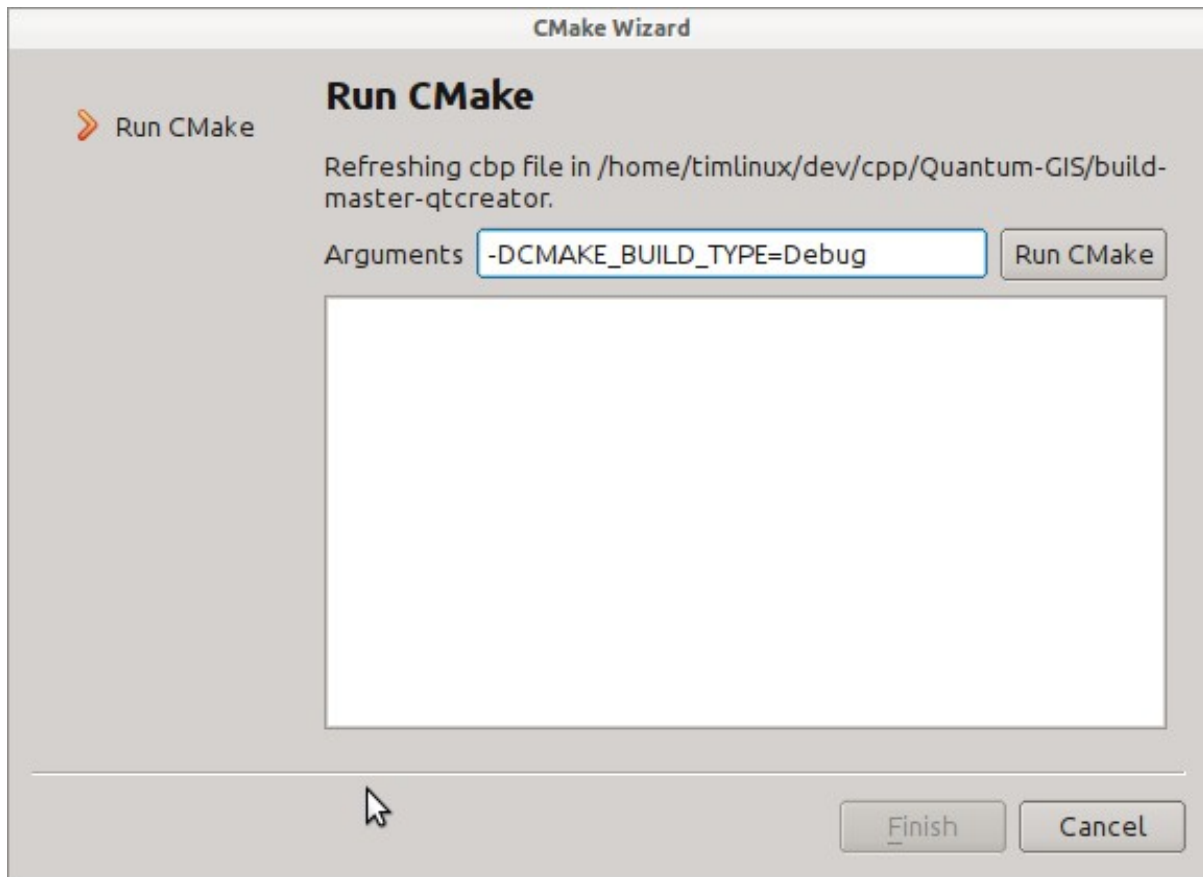 CMake Wizard
Run CMake
Run CMake
Refreshing cbp file in /home/timlinux/dev/cpp/Quantum-GIS/build-
master-qtcreator.
Arguments -DCMAKE_BUILD_TYPE=Debug Run CMake
Finish Cancel